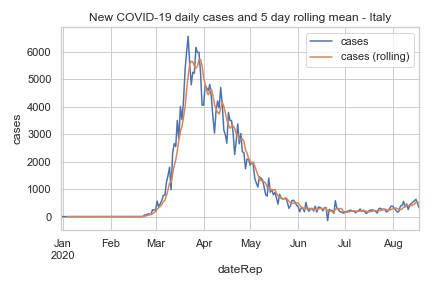 New COVID-19 daily cases and 5 day rolling mean - Italy
cases
cases (rolling)
6000
5000
4000
3000
2000
1000
0
cases
Jan Feb Mar Apr May Jun Jul Aug
2020
dateRep